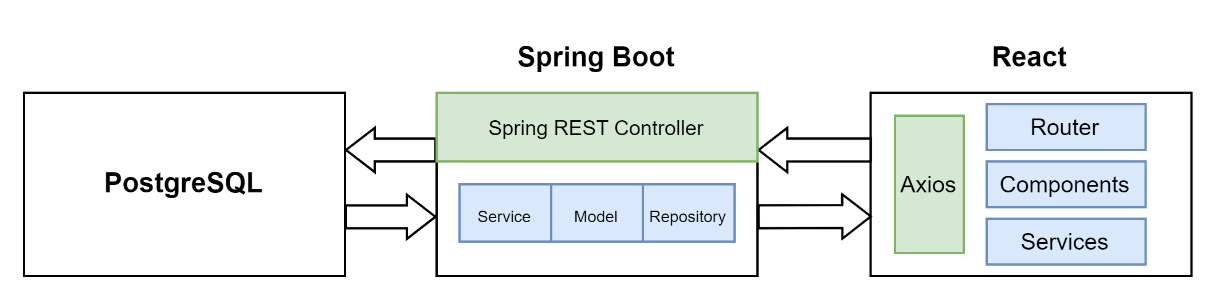 Spring Boot
React
PostgreSQL
Spring REST Controller
Service
Model
Repository
Axios
Router
Components
Services